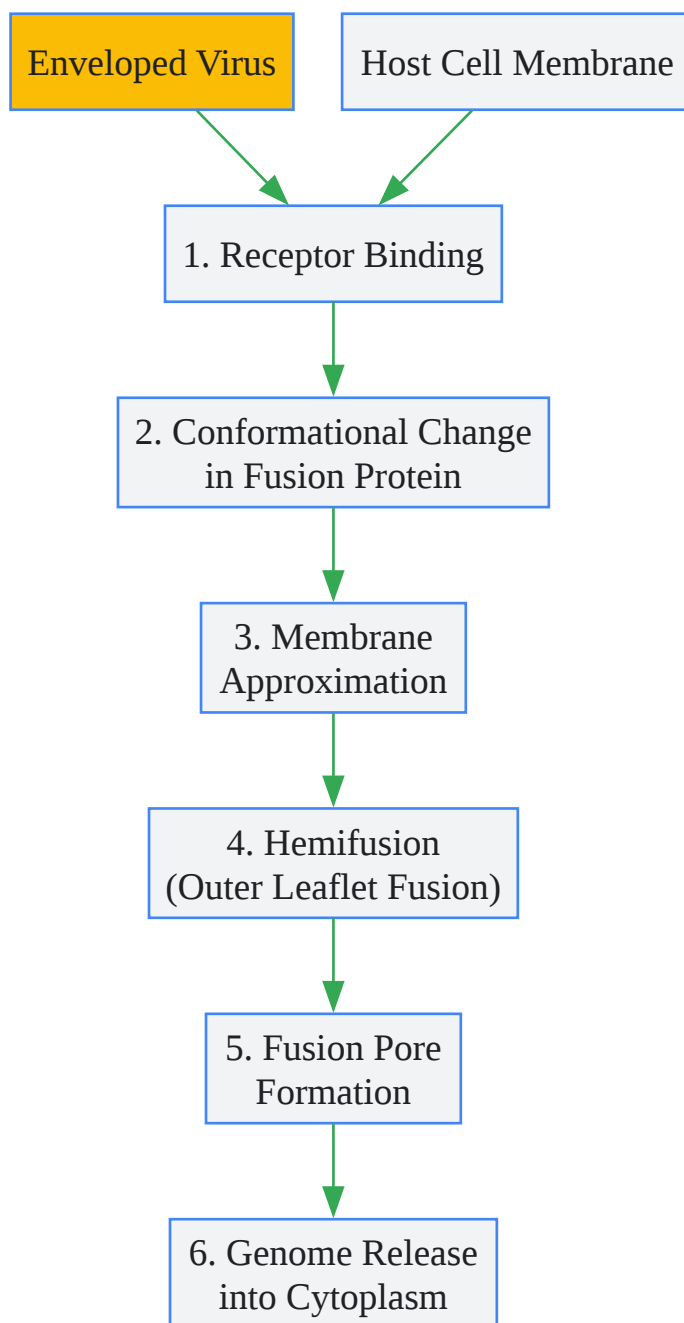 Enveloped Virus
Host Cell Membrane
1. Receptor Binding
2. Conformational Change
in Fusion Protein
3. Membrane
Approximation
4. Hemifusion
(Outer Leaflet Fusion)
5. Fusion Pore
Formation
6. Genome Release
into Cytoplasm